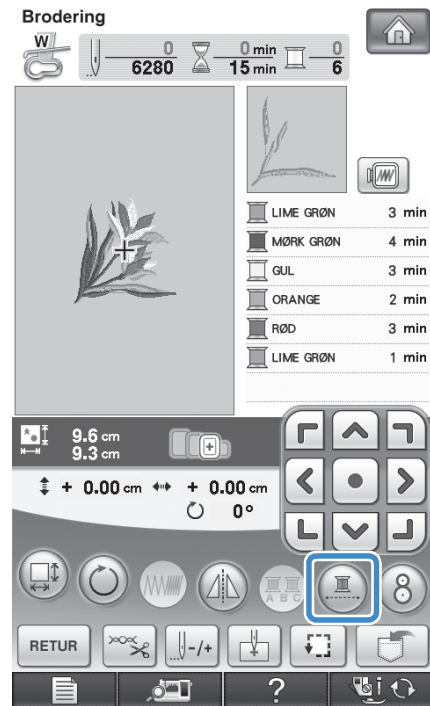 Brodering
W
0
6280
0 min
15 min
0
6
LIME GRØN 3 min
MØRK GRØN 4 min
GUL 3 min
ORANGE 2 min
RØD 3 min
LIME GRØN 1 min
9.6 cm
9.3 cm
+ 0.00 cm + 0.00 cm
0°
A B C
8
RETUR
-/+
?